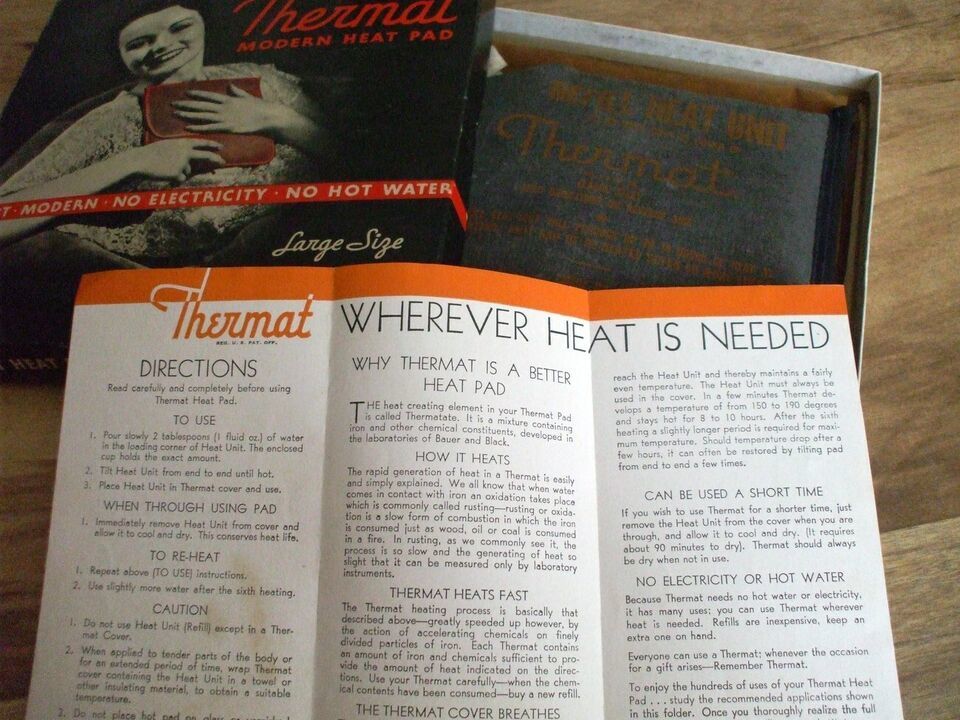 Thermat
MODERN HEAT PAD
MODERN · NO ELECTRICITY · NO HOT WATER
Large Size
REFILL HEAT UNIT
Thermat
HEAT
Thermat
REG. U. S. PAT. OFF.
WHEREVER HEAT IS NEEDED
DIRECTIONS
Read carefully and completely before using
Thermat Heat Pad.
TO USE
1. Pour slowly 2 tablespoons (1 fluid oz.) of water
in the loading corner of Heat Unit. The enclosed
cup holds the exact amount.
2. Tilt Heat Unit from end to end until hot.
3. Place Heat Unit in Thermat cover and use.
WHEN THROUGH USING PAD
1. Immediately remove Heat Unit from cover and
allow it to cool and dry. This conserves heat life.
TO RE-HEAT
1. Repeat above (TO USE) instructions.
2. Use slightly more water after the sixth heating.
CAUTION
1. Do not use Heat Unit (Refill) except in a Ther-
mat Cover.
2. When applied to tender parts of the body or
for an extended period of time, wrap Thermat
cover containing the Heat Unit in a towel or
other insulating material, to obtain a suitable
temperature.
3. Do not place hot pad on glass or varnished
WHY THERMAT IS A BETTER
HEAT PAD
THE heat creating element in your Thermat Pad
is called Thermatate. It is a mixture containing
iron and other chemical constituents, developed in
the laboratories of Bauer and Black.
HOW IT HEATS
The rapid generation of heat in a Thermat is easily
and simply explained. We all know that when water
comes in contact with iron an oxidation takes place
which is commonly called rusting—rusting or oxida-
tion is a slow form of combustion in which the iron
is consumed just as wood, oil or coal is consumed
in a fire. In rusting, as we commonly see it, the
process is so slow and the generating of heat so
slight that it can be measured only by laboratory
instruments.
THERMAT HEATS FAST
The Thermat heating process is basically that
described above—greatly speeded up however, by
the action of accelerating chemicals on finely
divided particles of iron. Each Thermat contains
an amount of iron and chemicals sufficient to pro-
vide the amount of heat indicated on the direc-
tions. Use your Thermat carefully—when the chem-
ical contents have been consumed—buy a new refill.
THE THERMAT COVER BREATHES
reach the Heat Unit and thereby maintains a fairly
even temperature. The Heat Unit must always be
used in the cover. In a few minutes Thermat de-
velops a temperature of from 150 to 190 degrees
and stays hot for 8 to 10 hours. After the sixth
heating a slightly longer period is required for maxi-
mum temperature. Should temperature drop after a
few hours, it can often be restored by tilting pad
from end to end a few times.
CAN BE USED A SHORT TIME
If you wish to use Thermat for a shorter time, just
remove the Heat Unit from the cover when you are
through, and allow it to cool and dry. (It requires
about 90 minutes to dry). Thermat should always
be dry when not in use.
NO ELECTRICITY OR HOT WATER
Because Thermat needs no hot water or electricity,
it has many uses; you can use Thermat wherever
heat is needed. Refills are inexpensive, keep an
extra one on hand.
Everyone can use a Thermat; whenever the occasion
for a gift arises—Remember Thermat.
To enjoy the hundreds of uses of your Thermat Heat
Pad . . . study the recommended applications shown
in this folder. Once you thoroughly realize the full